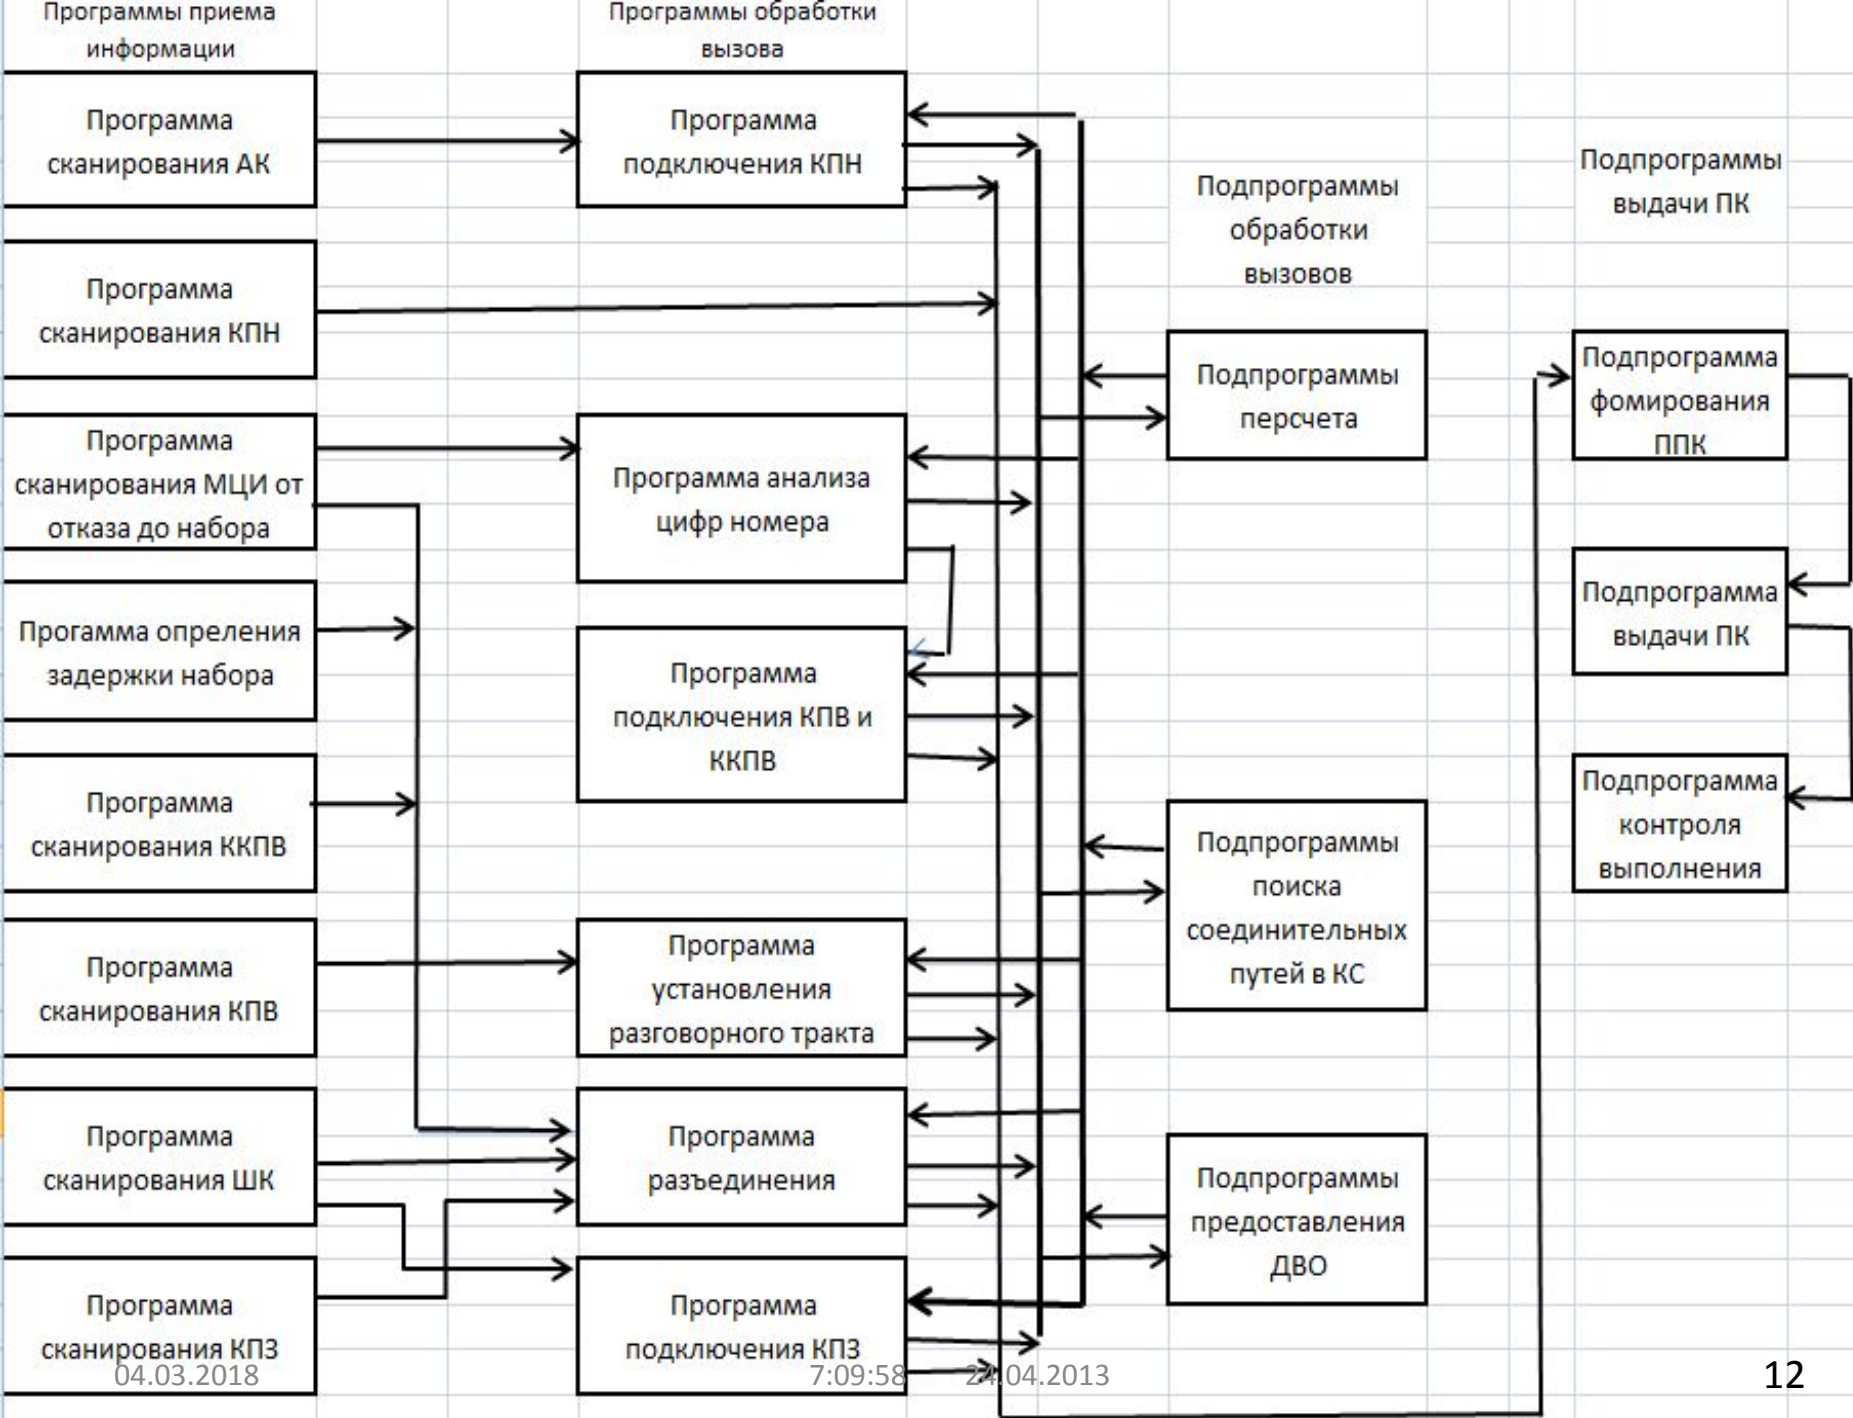 Программы приема
информации
Программы обработки
вызова
Программа
сканирования АК
Программа
подключения КПН
Подпрограммы
обработки
вызовов
Подпрограммы
выдачи ПК
Программа
сканирования КПН
Подпрограммы
персчета
Подпрограмма
фомирования
ППК
Программа
сканирования МЦИ от
отказа до набора
Программа анализа
цифр номера
Прогамма опреления
задержки набора
Программа
подключения КПВ и
ККПВ
Подпрограмма
выдачи ПК
Программа
сканирования ККПВ
Подпрограммы
поиска
соединительных
путей в КС
Подпрограмма
контроля
выполнения
Программа
сканирования КПВ
Программа
установления
разговорного тракта
Программа
сканирования ШК
Программа
разъединения
Подпрограммы
предоставления
ДВО
Программа
сканирования КПЗ
Программа
подключения КПЗ
04.03.2018
7:09:58
24.04.2013
12